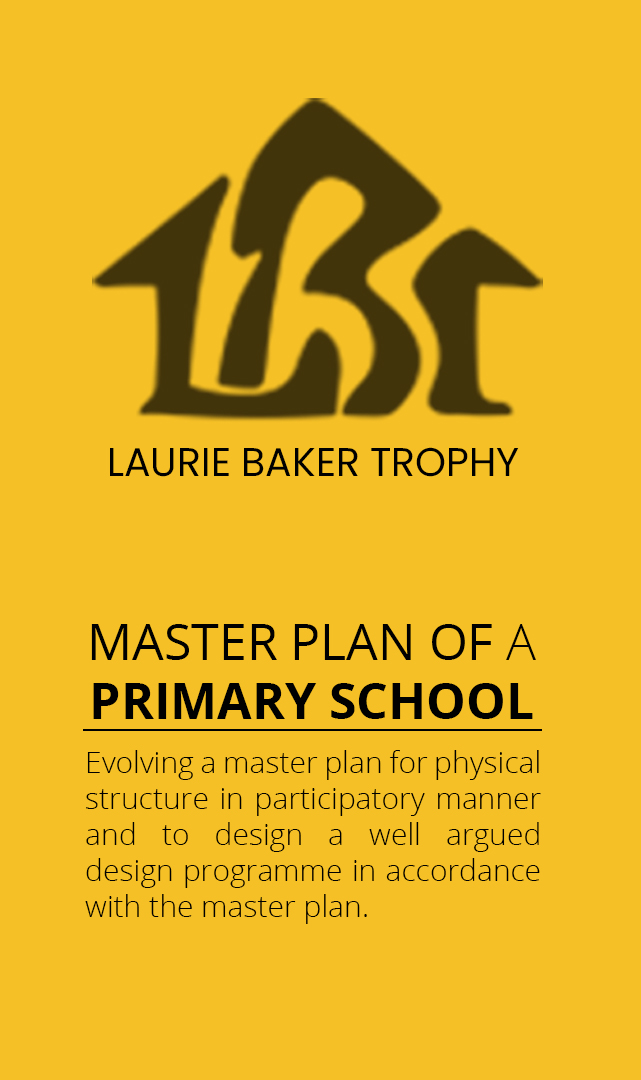 LBT
LAURIE BAKER TROPHY
MASTER PLAN OF A
PRIMARY SCHOOL
Evolving a master plan for physical
structure in participatory manner
and to design a well argued
design programme in accordance
with the master plan.